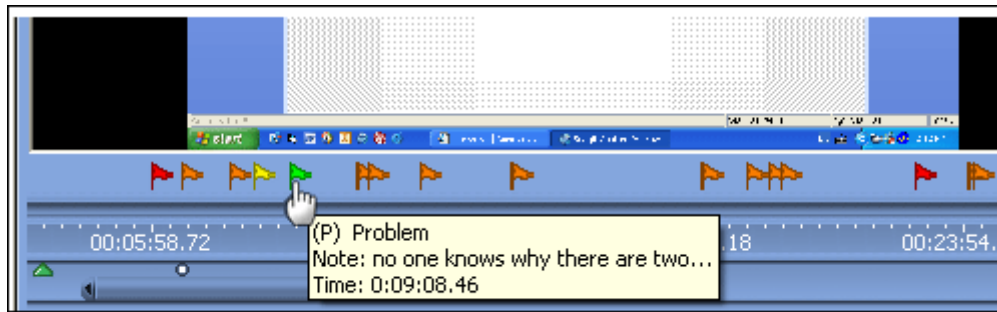 start
(P) Problem
Note: no one knows why there are two...
Time: 0:09:08.46
00:05:58.72
.18
00:23:54.